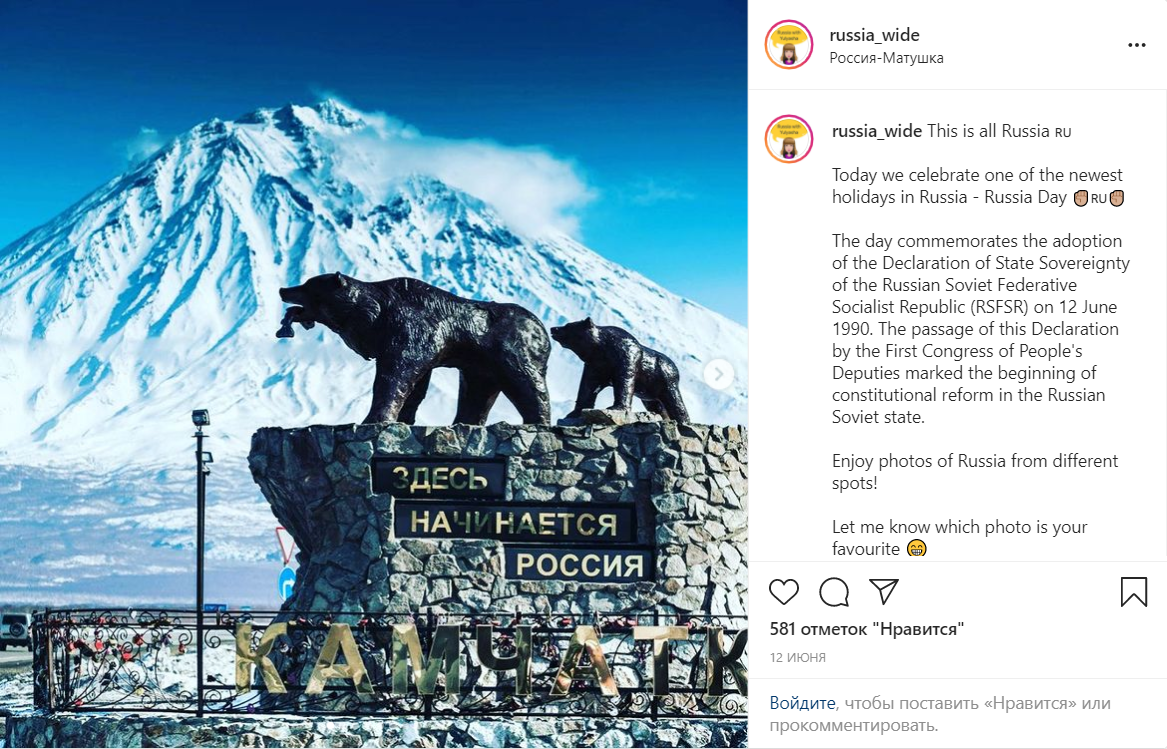 ЗДЕСЬ
НАЧИНАЕТСЯ
РОССИЯ
КАМЧАТК
russia_wide
Россия-Матушка
russia_wide This is all Russia RU
Today we celebrate one of the newest
holidays in Russia - Russia Day ✊🏽RU✊🏽
The day commemorates the adoption
of the Declaration of State Sovereignty
of the Russian Soviet Federative
Socialist Republic (RSFSR) on 12 June
1990. The passage of this Declaration
by the First Congress of People's
Deputies marked the beginning of
constitutional reform in the Russian
Soviet state.
Enjoy photos of Russia from different
spots!
Let me know which photo is your
favourite 😁
581 отметок "Нравится"
12 ИЮНЯ
Войдите, чтобы поставить «Нравится» или
прокомментировать.